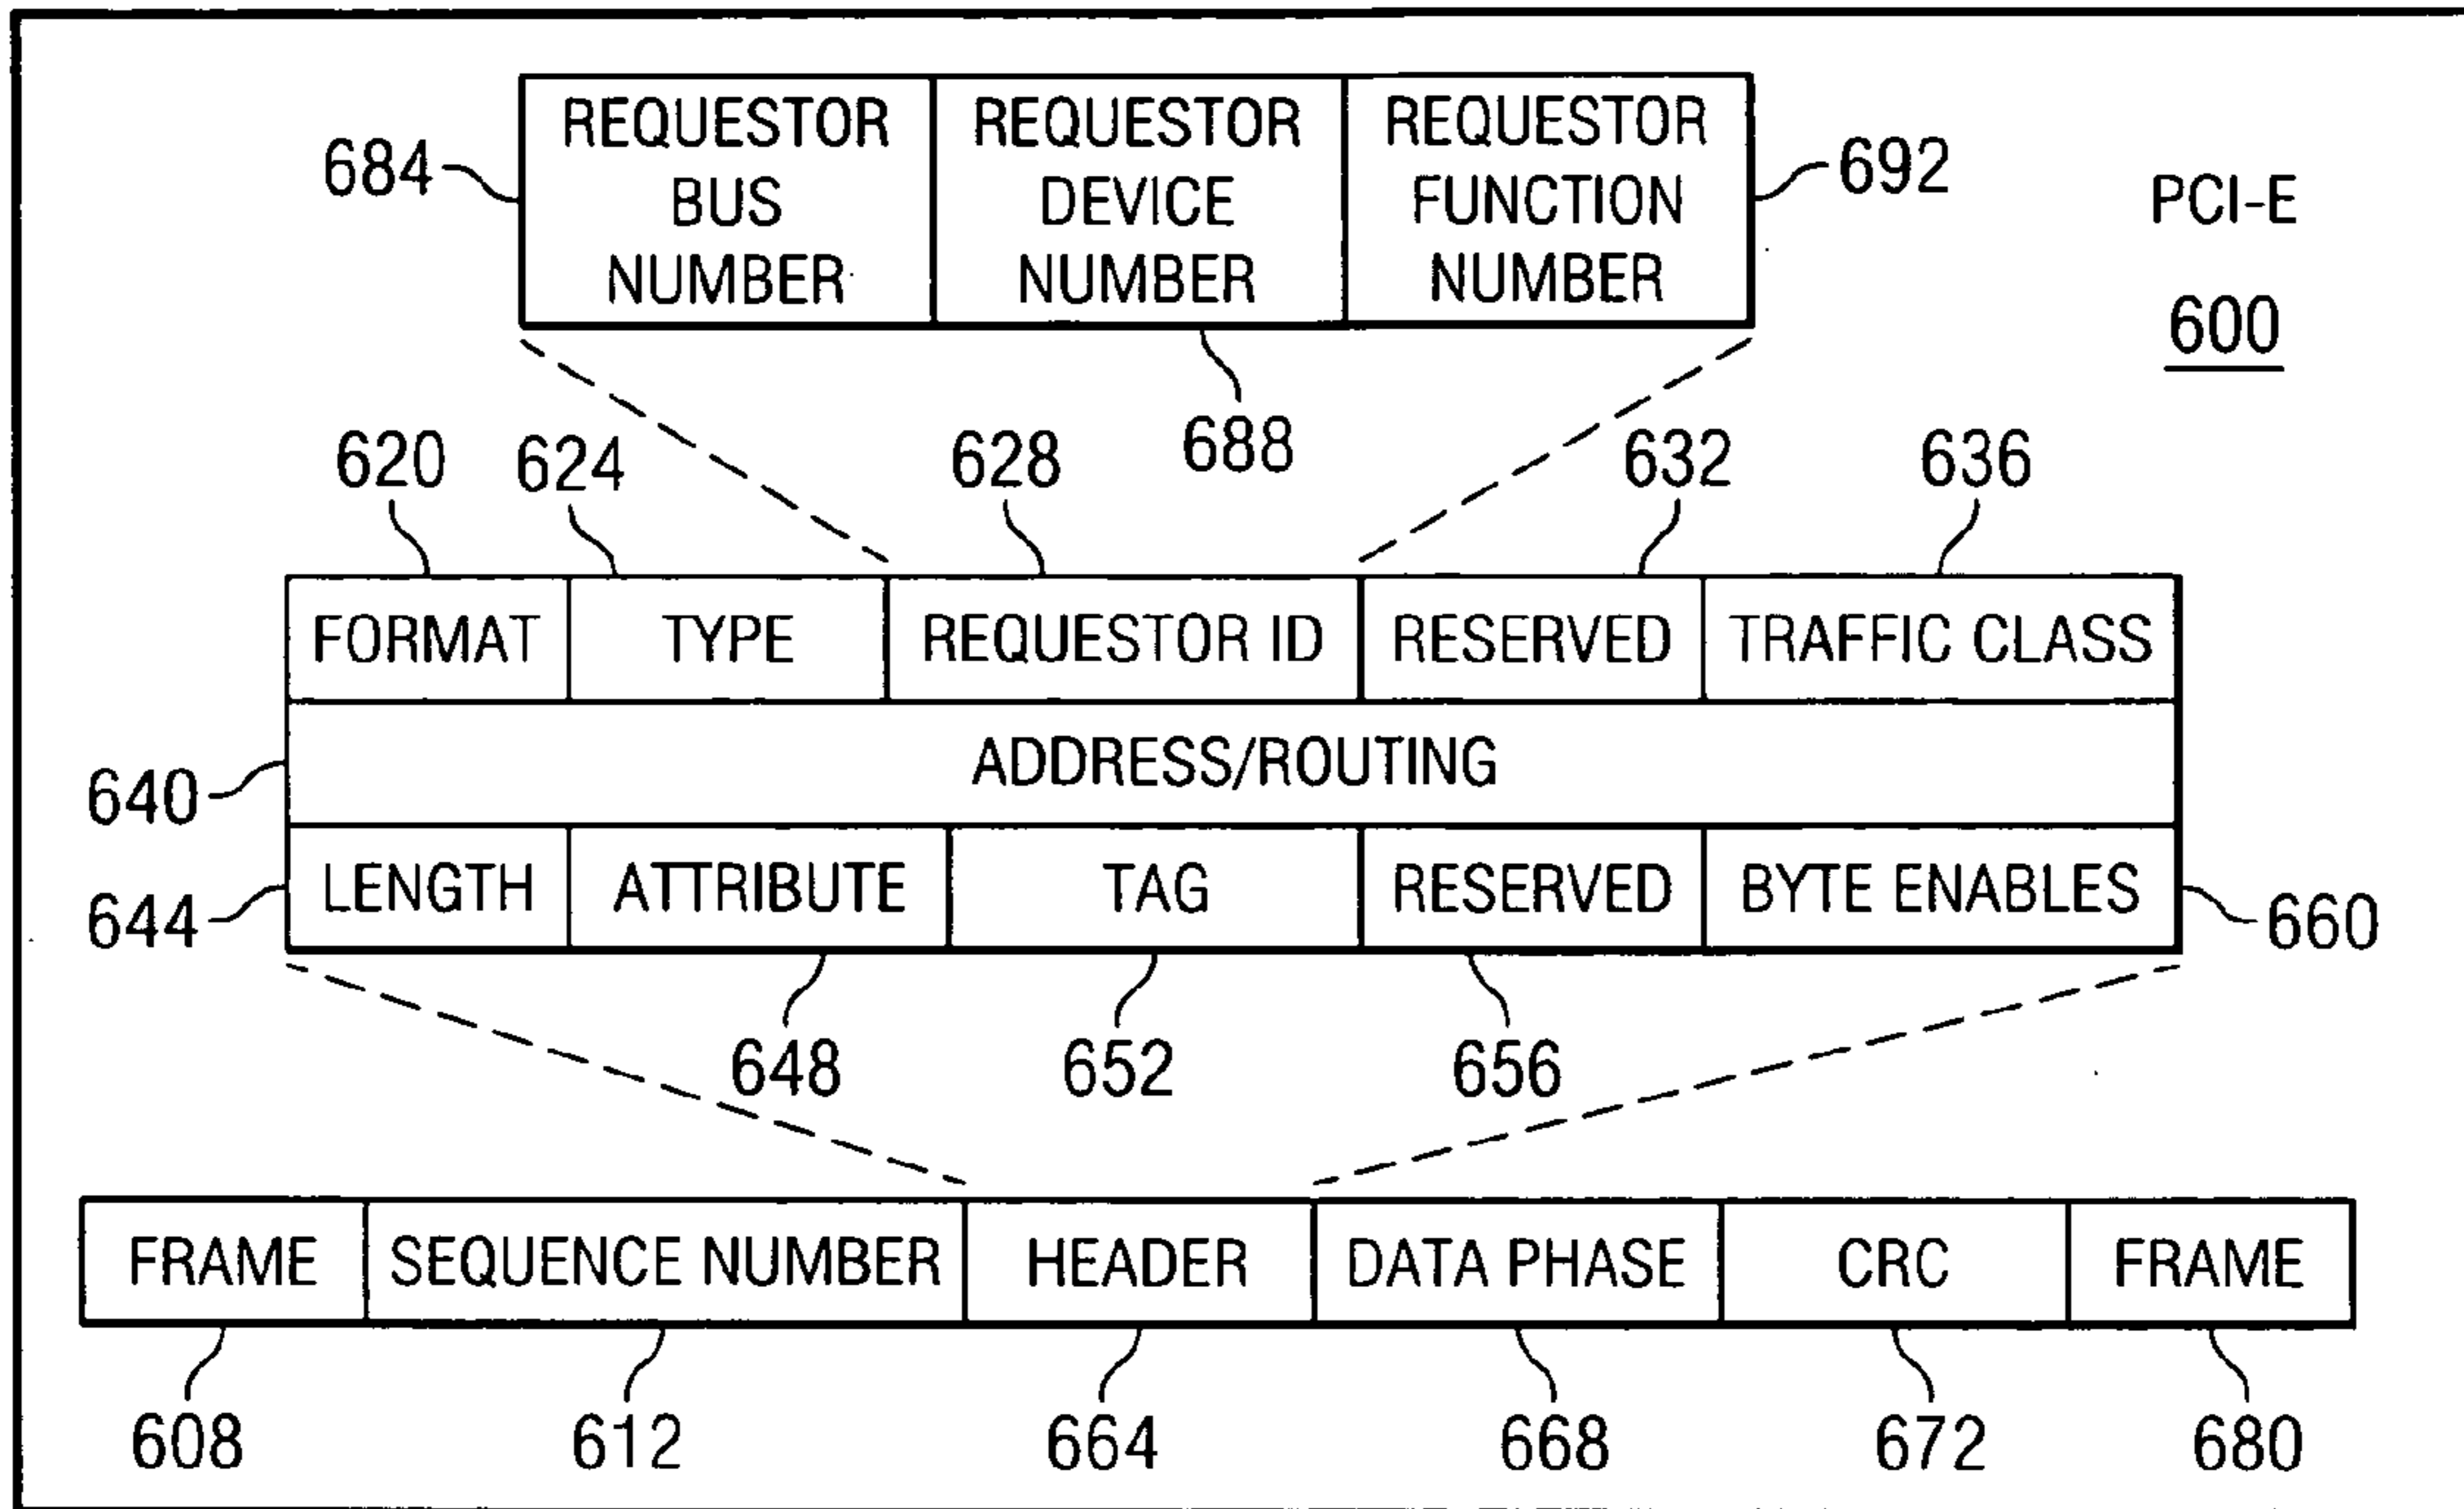 REQUESTOR BUS NUMBER
REQUESTOR DEVICE NUMBER
REQUESTOR FUNCTION NUMBER
684
692
PCI-E
600
688
620
624
628
632
636
FORMAT TYPE REQUESTOR ID RESERVED TRAFFIC CLASS
640
ADDRESS/ROUTING
644
LENGTH ATTRIBUTE TAG RESERVED BYTE ENABLES
660
648
652
656
FRAME SEQUENCE NUMBER HEADER DATA PHASE CRC FRAME
608
612
664
668
672
680